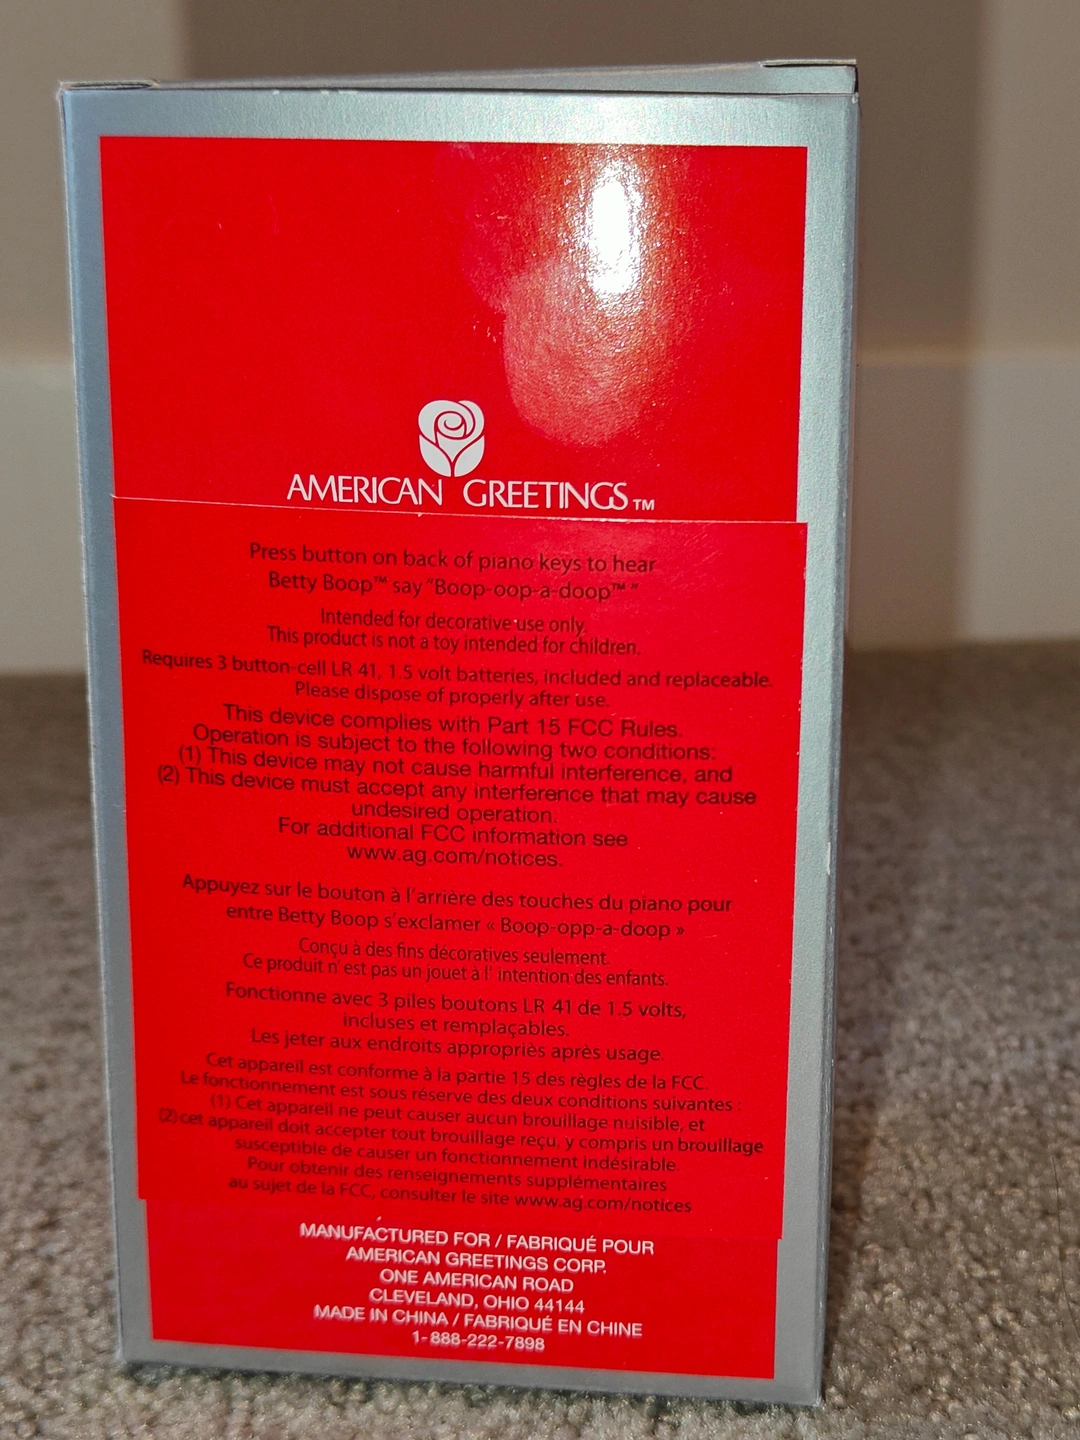 AMERICAN GREETINGS™
Press button on back of piano keys to hear
Betty Boop™ say "Boop-oop-a-doop™ "
Intended for decorative use only.
This product is not a toy intended for children.
Requires 3 button-cell LR 41, 1.5 volt batteries, included and replaceable.
Please dispose of properly after use.
This device complies with Part 15 FCC Rules.
Operation is subject to the following two conditions:
(1) This device may not cause harmful interference, and
(2) This device must accept any interference that may cause
undesired operation.
For additional FCC information see
www.ag.com/notices.
Appuyez sur le bouton à l'arrière des touches du piano pour
entre Betty Boop s'exclamer « Boop-opp-a-doop »
Conçu à des fins décoratives seulement.
Ce produit n' est pas un jouet à l' intention des enfants.
Fonctionne avec 3 piles boutons LR 41 de 1.5 volts,
incluses et remplaçables.
Les jeter aux endroits appropriès après usage.
Cet appareil est conforme à la partie 15 des règles de la FCC.
Le fonctionnement est sous réserve des deux conditions suivantes :
(1) Cet appareil ne peut causer aucun brouillage nuisible, et
(2) cet appareil doit accepter tout brouillage reçu, y compris un brouillage
susceptible de causer un fonctionnement indésirable.
Pour obtenir des renseignements supplémentaires
au sujet de la FCC, consulter le site www.ag.com/notices
MANUFACTURED FOR / FABRIQUÉ POUR
AMERICAN GREETINGS CORP.
ONE AMERICAN ROAD
CLEVELAND, OHIO 44144
MADE IN CHINA / FABRIQUÉ EN CHINE
1-888-222-7898